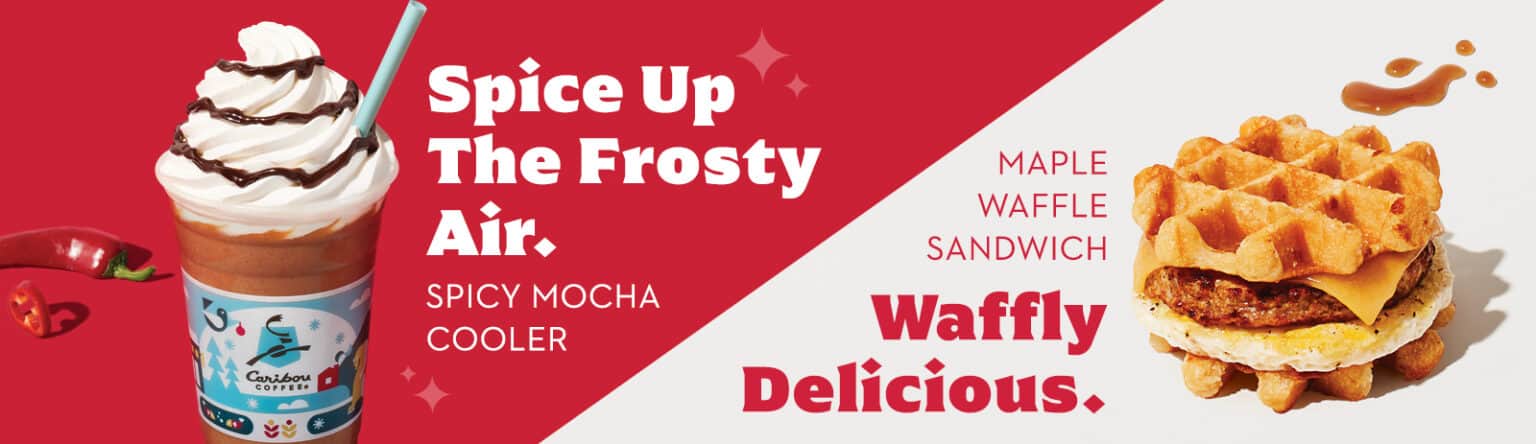 Spice Up
The Frosty
Air.
SPICY MOCHA
COOLER
Caribou
COFFEE®
MAPLE
WAFFLE
SANDWICH
Waffly
Delicious.